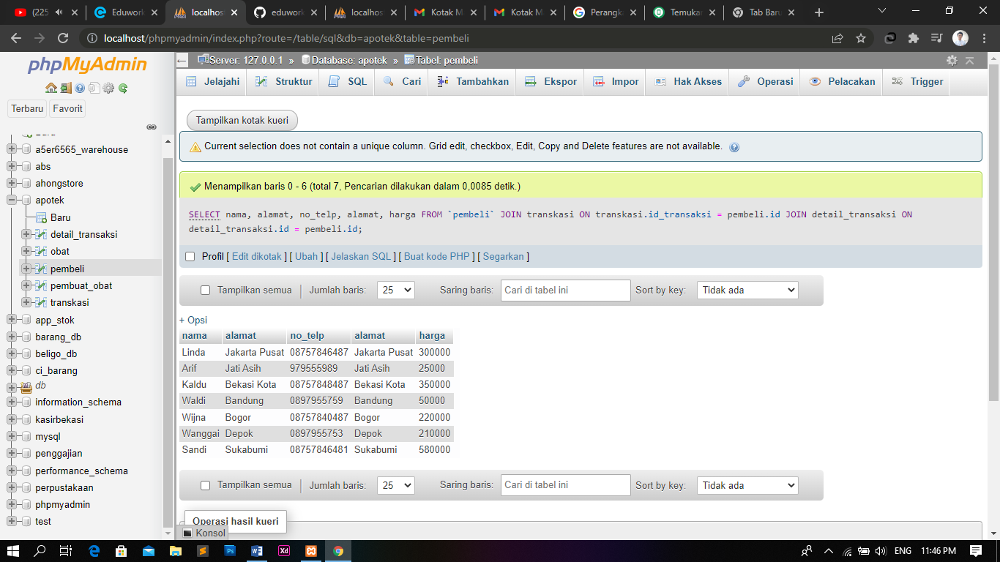 (225
Eduwork
localhos
eduwork
localhos
Kotak M
Kotak M
Perangka
Temukan
Tab Baru
localhost/phpmyadmin/index.php?route=/table/sql&db=apotek&table=pembeli
phpMyAdmin
Terbaru Favorit
Baru
a5er6565_warehouse
abs
ahongstore
apotek
Baru
detail_transaksi
obat
pembeli
pembuat_obat
transkasi
app_stok
barang_db
beligo_db
ci_barang
db
information_schema
kasirbekasi
mysql
penggajian
performance_schema
perpustakaan
phpmyadmin
test
Server: 127.0.0.1 » Database: apotek » Tabel: pembeli
Jelajahi Struktur SQL Cari Tambahkan Ekspor Impor Hak Akses Operasi Pelacakan Trigger
Tampilkan kotak kueri
Current selection does not contain a unique column. Grid edit, checkbox, Edit, Copy and Delete features are not available.
Menampilkan baris 0 - 6 (total 7, Pencarian dilakukan dalam 0,0085 detik.)
SELECT nama, alamat, no_telp, alamat, harga FROM `pembeli` JOIN transkasi ON transkasi.id_transaksi = pembeli.id JOIN detail_transaksi ON
detail_transaksi.id = pembeli.id;
Profil [ Edit dikotak ] [ Ubah ] [ Jelaskan SQL ] [ Buat kode PHP ] [ Segarkan ]
Tampilkan semua | Jumlah baris: 25 Saring baris: Cari di tabel ini Sort by key: Tidak ada
+ Opsi
nama alamat no_telp alamat harga
Linda Jakarta Pusat 08757846487 Jakarta Pusat 300000
Arif Jati Asih 979555989 Jati Asih 25000
Kaldu Bekasi Kota 08757848487 Bekasi Kota 350000
Waldi Bandung 0897955759 Bandung 50000
Wijna Bogor 08757840487 Bogor 220000
Wanggai Depok 0897955753 Depok 210000
Sandi Sukabumi 08757846481 Sukabumi 580000
Tampilkan semua | Jumlah baris: 25 Saring baris: Cari di tabel ini Sort by key: Tidak ada
Operasi hasil kueri
Konsol
ENG 11:46 PM